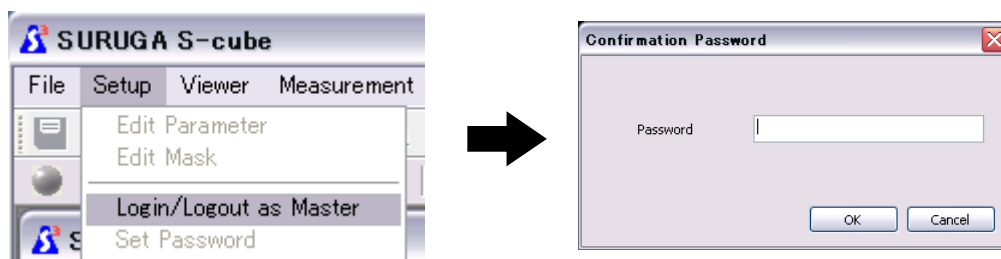 SURUGA S-cube
File Setup Viewer Measurement
Edit Parameter
Edit Mask
Login/Logout as Master
Set Password
S
Confirmation Password
Password
OK Cancel